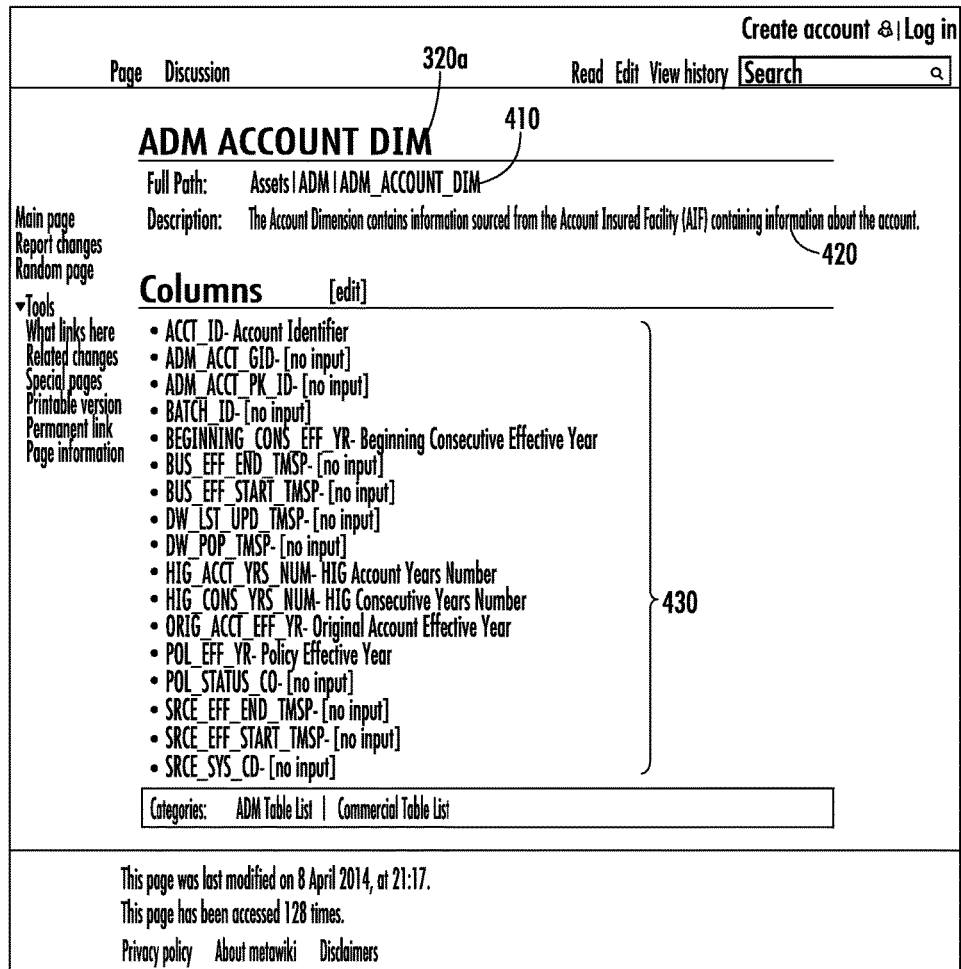 Create account | Log in
Page Discussion 320a Read Edit View history Search
ADM ACCOUNT DIM 410
Full Path: Assets | ADM | ADM_ACCOUNT_DIM
Description: The Account Dimension contains information sourced from the Account Insured Facility (AIF) containing information about the account.
420
Main page
Report changes
Random page
▾Tools
What links here
Related changes
Special pages
Printable version
Permanent link
Page information
Columns [edit]
• ACCT_ID- Account Identifier
• ADM_ACCT_GID- [no input]
• ADM_ACCT_PK_ID- [no input]
• BATCH_ID- [no input]
• BEGINNING_CONS_EFF_YR- Beginning Consecutive Effective Year
• BUS_EFF_END_TMSP- [no input]
• BUS_EFF_START_TMSP- [no input]
• DW_LST_UPD_TMSP- [no input]
• DW_POP_TMSP- [no input]
• HIG_ACCT_YRS_NUM- HIG Account Years Number
• HIG_CONS_YRS_NUM- HIG Consecutive Years Number
• ORIG_ACCT_EFF_YR- Original Account Effective Year
• POL_EFF_YR- Policy Effective Year
• POL_STATUS_CO- [no input]
• SRCE_EFF_END_TMSP- [no input]
• SRCE_EFF_START_TMSP- [no input]
• SRCE_SYS_CD- [no input]
430
Categories: ADM Table List | Commercial Table List
This page was last modified on 8 April 2014, at 21:17.
This page has been accessed 128 times.
Privacy policy About metawiki Disclaimers